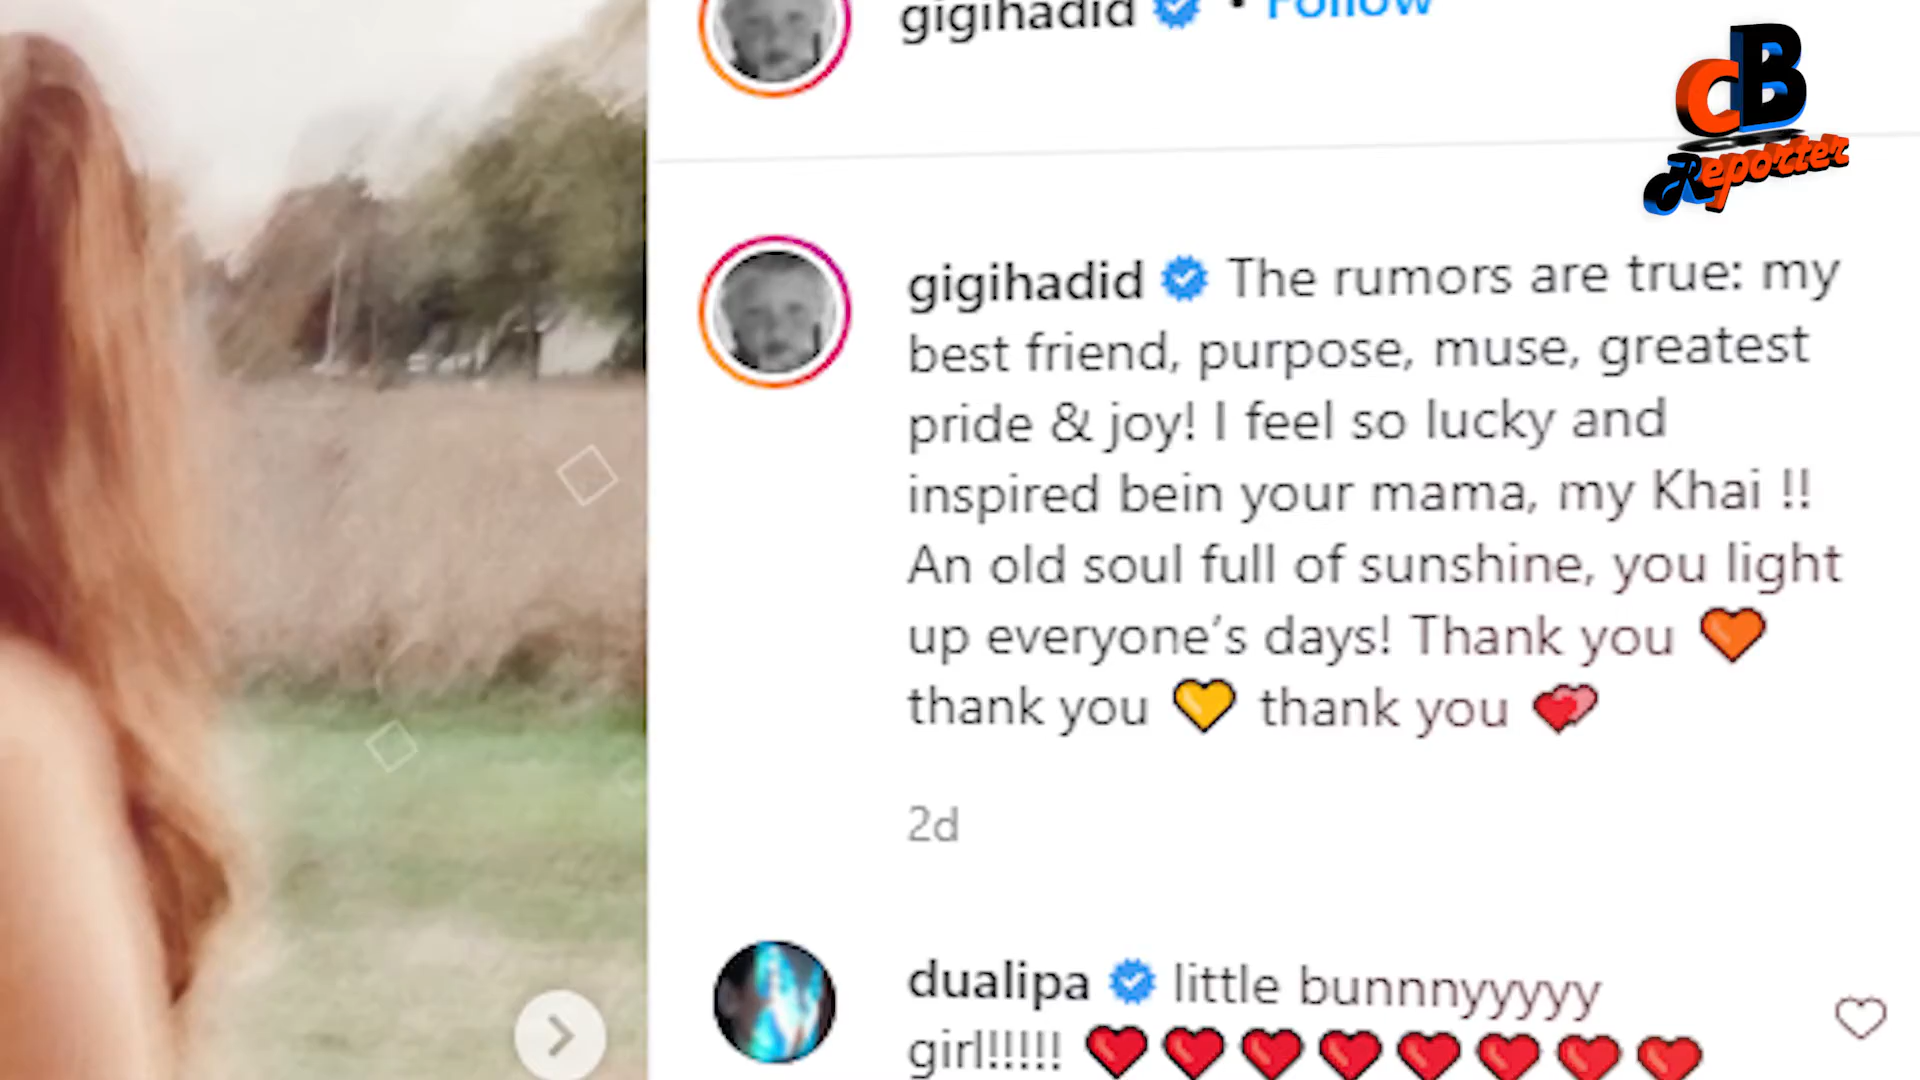 gigihadid • Follow
CB
Reporter
gigihadid The rumors are true: my
best friend, purpose, muse, greatest
pride & joy! I feel so lucky and
inspired bein your mama, my Khai !!
An old soul full of sunshine, you light
up everyone’s days! Thank you 🧡
thank you 💛 thank you 💕
2d
dualipa little bunnnyyyyy
girl!!!!! ❤️❤️❤️❤️❤️❤️❤️❤️